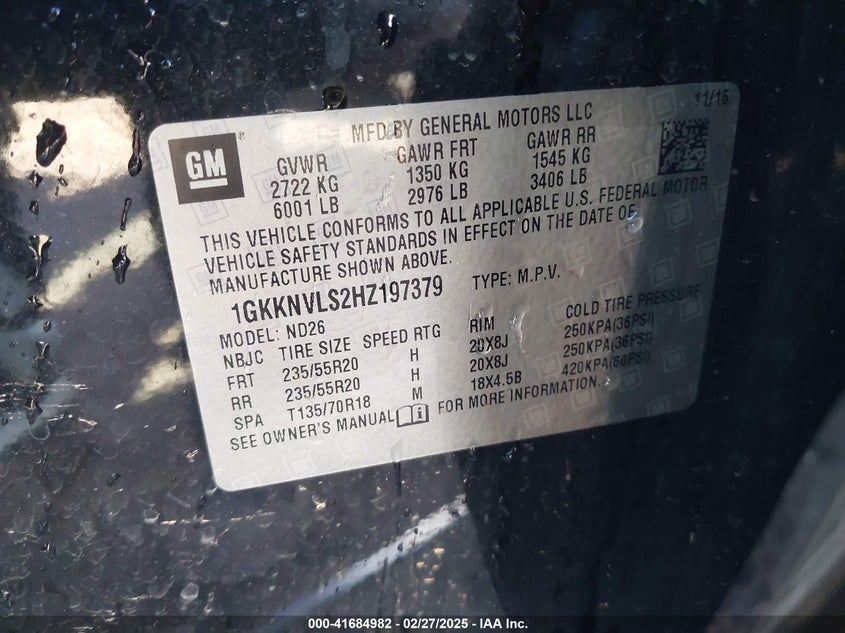 GM
MFD BY GENERAL MOTORS LLC
11/16
GVWR GAWR FRT GAWR RR
2722 KG 1350 KG 1545 KG
6001 LB 2976 LB 3406 LB
THIS VEHICLE CONFORMS TO ALL APPLICABLE U.S. FEDERAL MOTOR
VEHICLE SAFETY STANDARDS IN EFFECT ON THE DATE OF
MANUFACTURE SHOWN ABOVE.
1GKKNVLS2HZ197379 TYPE: M.P.V.
MODEL: ND26
NBJC TIRE SIZE SPEED RTG RIM COLD TIRE PRESSURE
FRT 235/55R20 H 20X8J 250KPA(36PSI)
RR 235/55R20 H 20X8J 250KPA(36PSI)
SPA T135/70R18 M 18X4.5B 420KPA(60PSI)
SEE OWNER'S MANUAL FOR MORE INFORMATION.
000-41684982 - 02/27/2025 - IAA Inc.